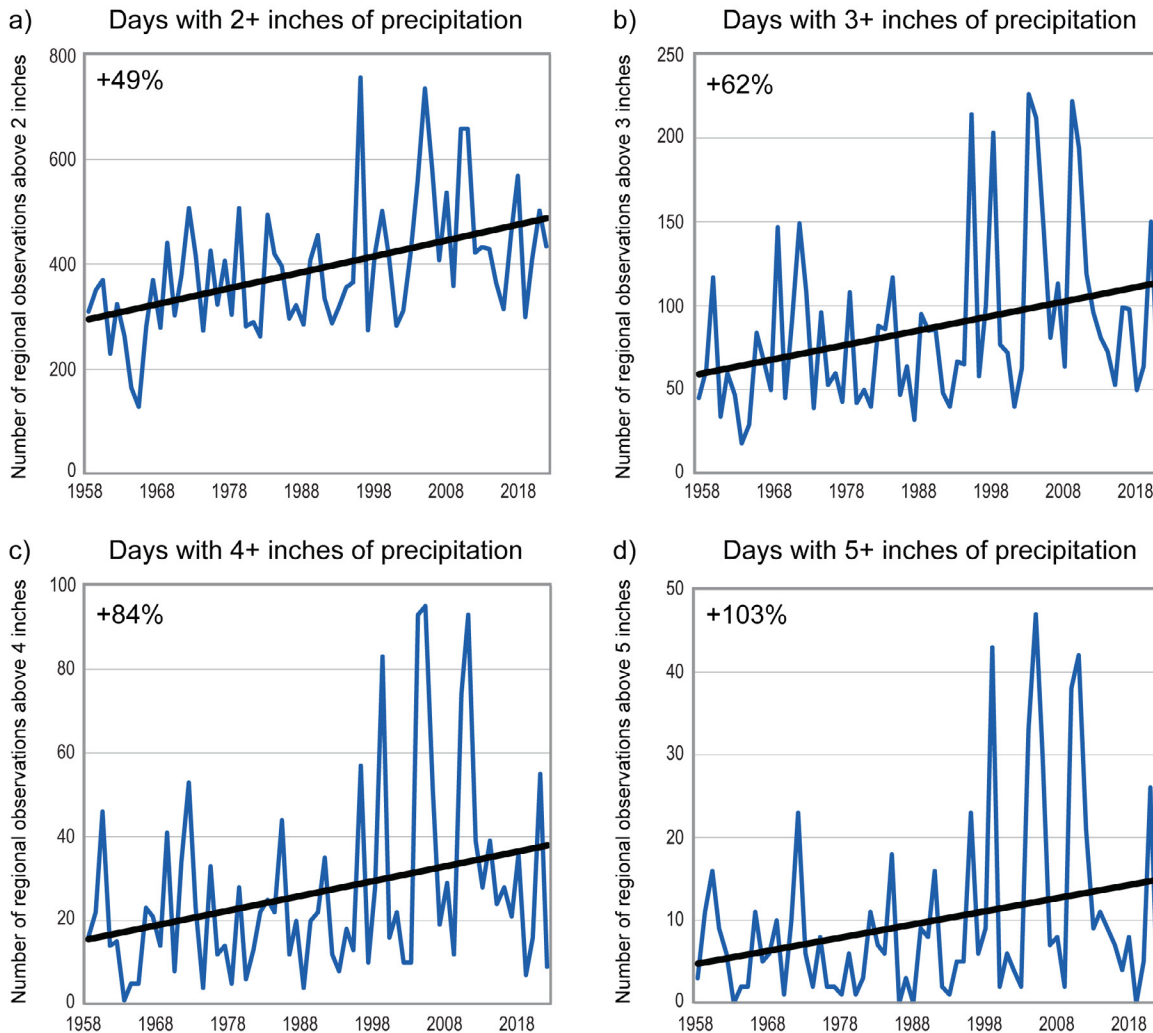 a) Days with 2+ inches of precipitation
Number of regional observations above 2 inches
+49%
800
600
400
200
0
1958 1968 1978 1988 1998 2008 2018
b) Days with 3+ inches of precipitation
Number of regional observations above 3 inches
+62%
250
200
150
100
50
0
1958 1968 1978 1988 1998 2008 2018
c) Days with 4+ inches of precipitation
Number of regional observations above 4 inches
+84%
100
80
60
40
20
0
1958 1968 1978 1988 1998 2008 2018
d) Days with 5+ inches of precipitation
Number of regional observations above 5 inches
+103%
50
40
30
20
10
0
1958 1968 1978 1988 1998 2008 2018